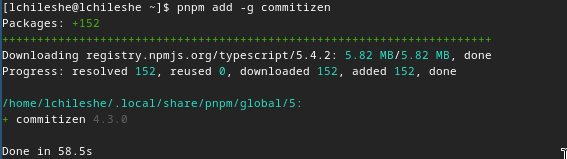 [lchileshe@lchileshe ~]$ pnpm add -g commitizen
Packages: +152
++++++++++++++++++++++++++++++++++++++++++++++++++++++++++++++++++++++
Downloading registry.npmjs.org/typescript/5.4.2: 5.82 MB/5.82 MB, done
Progress: resolved 152, reused 0, downloaded 152, added 152, done
/home/lchileshe/.local/share/pnpm/global/5:
+ commitizen 4.3.0
Done in 58.5s